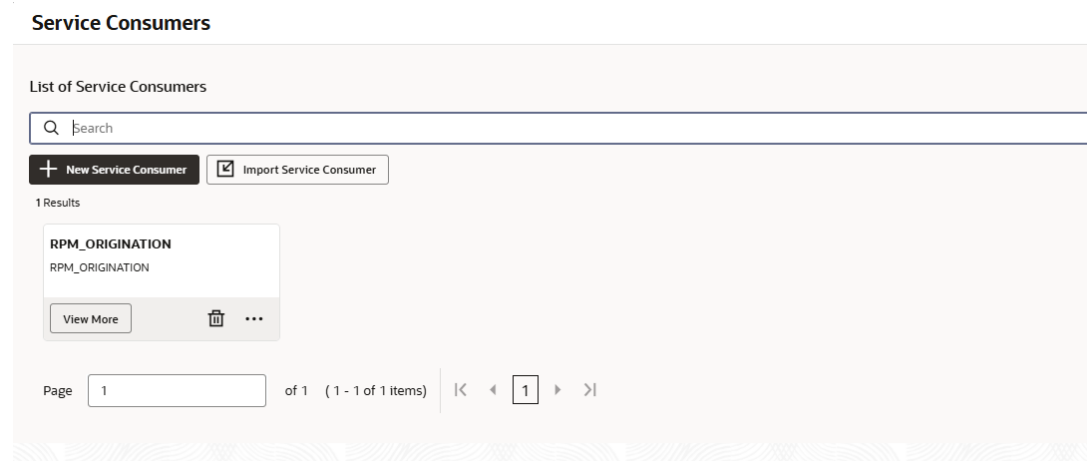 Service Consumers
List of Service Consumers
Search
New Service Consumer Import Service Consumer
1 Results
RPM_ORIGINATION
RPM_ORIGINATION
View More
Page 1 of 1 ( 1 - 1 of 1 items) 1